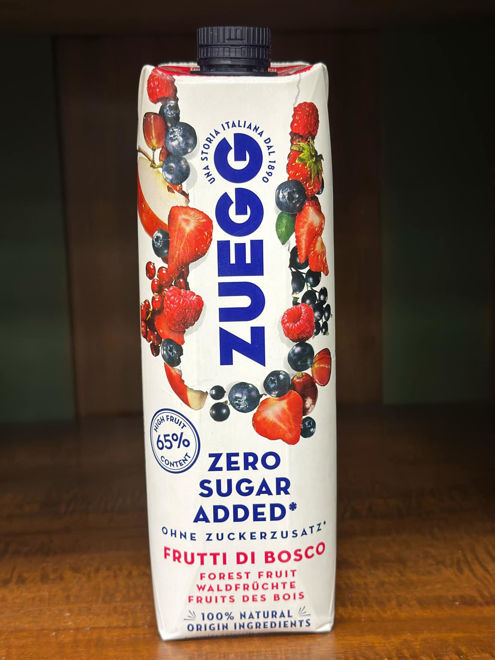 UNA STORIA ITALIANA DAL 1890
ZUEGG
HIGH FRUIT
65%
CONTENT
ZERO
SUGAR
ADDED*
OHNE ZUCKERZUSATZ*
FRUTTI DI BOSCO
FOREST FRUIT
WALDFRÜCHTE
FRUITS DES BOIS
100% NATURAL
ORIGIN INGREDIENTS